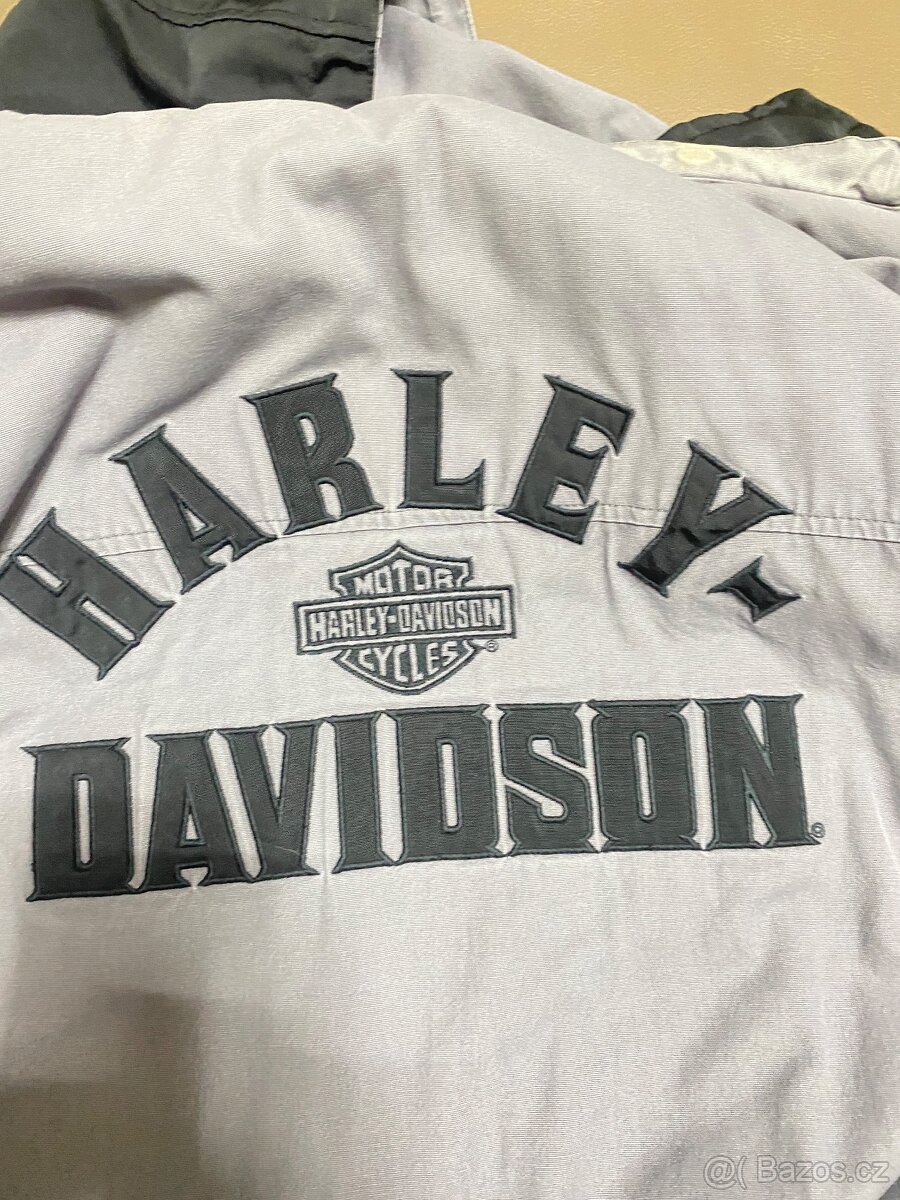 HARLEY-
MOTOR
HARLEY-DAVIDSON
CYCLES ®
DAVIDSON ®
@( Bazos.cz